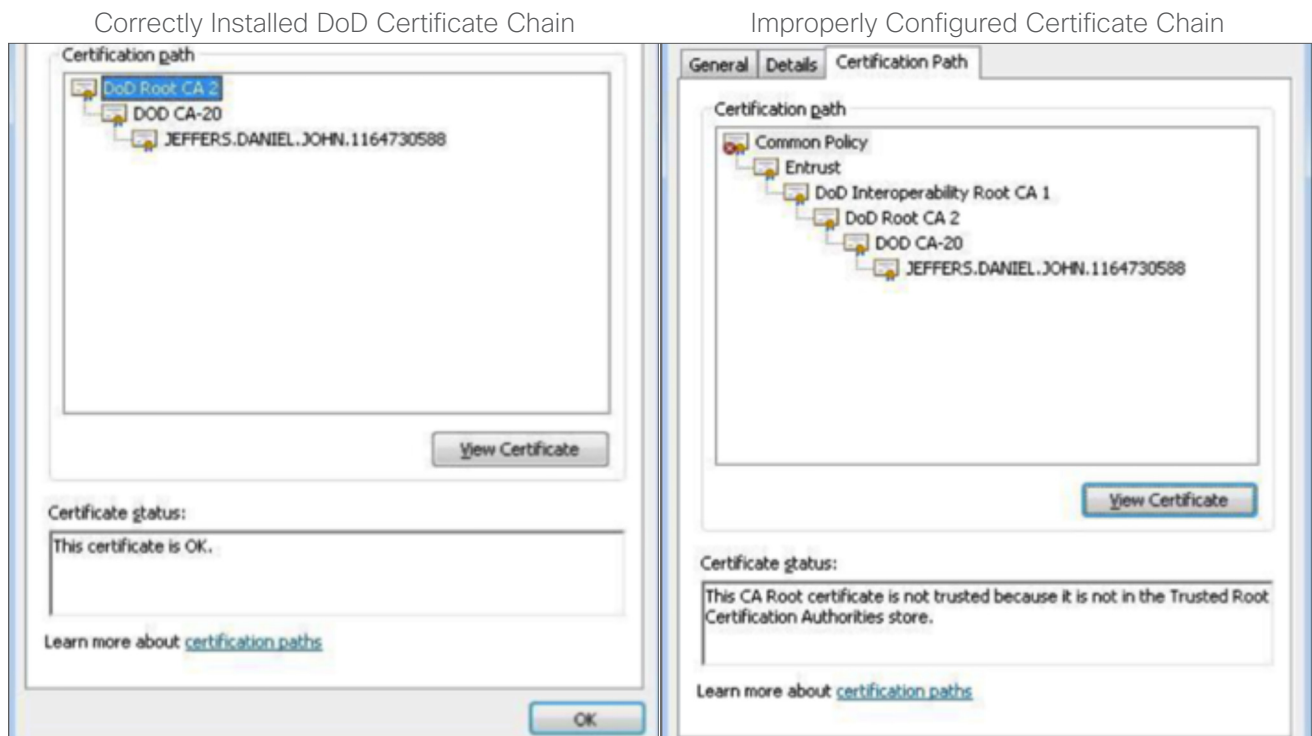 Correctly Installed DoD Certificate Chain
Certification path
DoD Root CA 2
DOD CA-20
JEFFERS.DANIEL.JOHN.1164730588
View Certificate
Certificate status:
This certificate is OK.
Learn more about certification paths
OK
Improperly Configured Certificate Chain
General Details Certification Path
Certification path
Common Policy
Entrust
DoD Interoperability Root CA 1
DoD Root CA 2
DOD CA-20
JEFFERS.DANIEL.JOHN.1164730588
View Certificate
Certificate status:
This CA Root certificate is not trusted because it is not in the Trusted Root
Certification Authorities store.
Learn more about certification paths